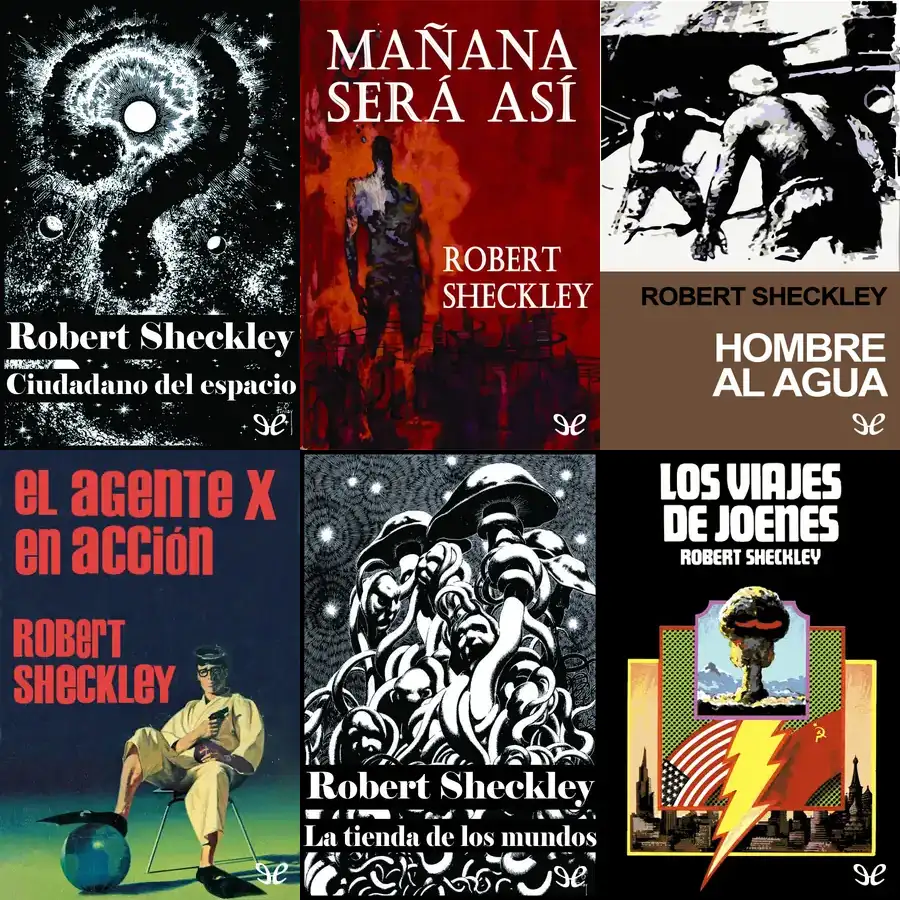 Robert Sheckley
Ciudadano del espacio
MAÑANA
SERÁ ASÍ
ROBERT
SHECKLEY
ROBERT SHECKLEY
HOMBRE
AL AGUA
EL AGENTE X
EN ACCIÓN
ROBERT
SHECKLEY
Robert Sheckley
La tienda de los mundos
LOS VIAJES
DE JOENES
ROBERT SHECKLEY